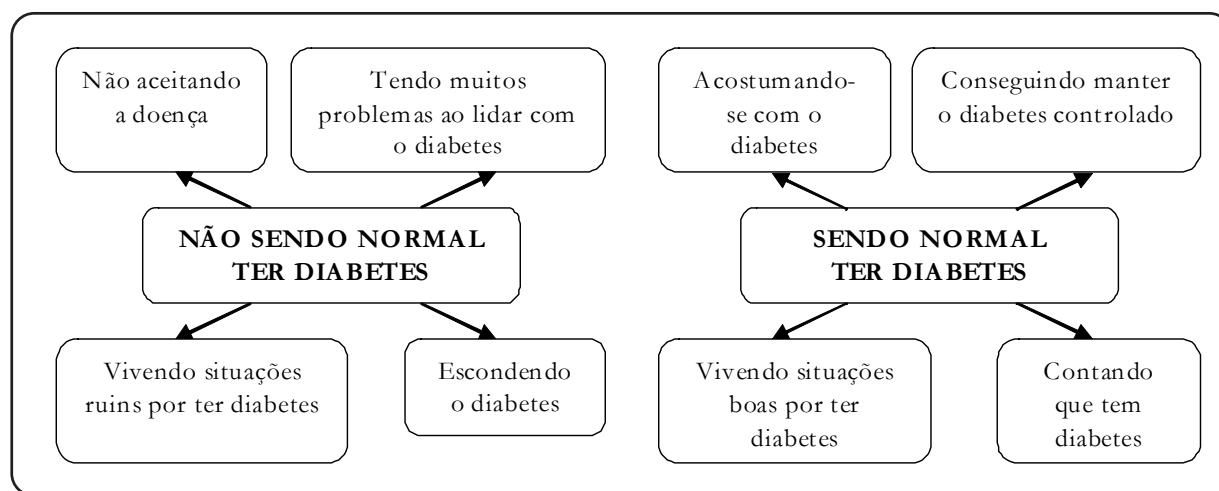 Não aceitando
a doença
Tendo muitos
problemas ao lidar com
o diabetes
NÃO SENDO NORMAL
TER DIABETES
Vivendo situações
ruins por ter diabetes
Escondendo
o diabetes
Acostumando-
se com o
diabetes
Conseguindo manter
o diabetes controlado
SENDO NORMAL
TER DIABETES
Vivendo situações
boas por ter
diabetes
Contando
que tem
diabetes